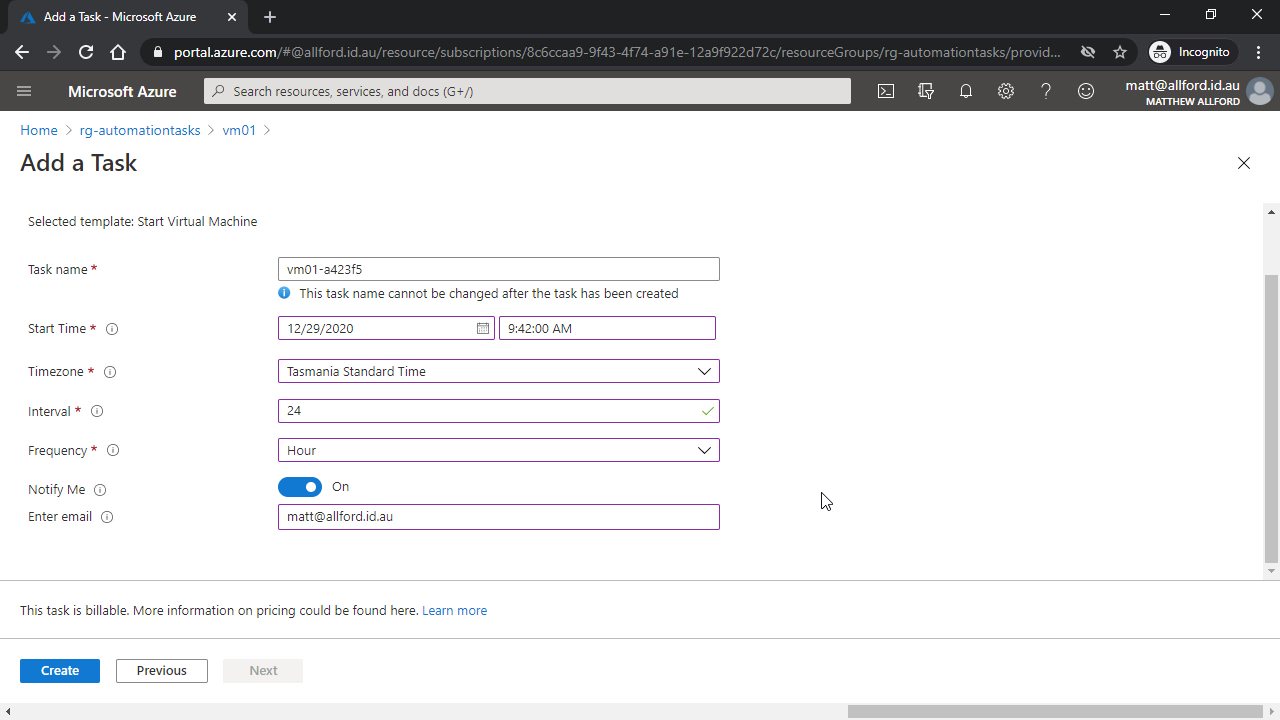 Add a Task - Microsoft Azure
portal.azure.com/#@allford.id.au/resource/subscriptions/8c6ccaa9-9f43-4f74-a91e-12a9f922d72c/resourceGroups/rg-automationtasks/provid...
Incognito
Microsoft Azure
Search resources, services, and docs (G+/)
matt@allford.id.au
MATTHEW ALLFORD
Home > rg-automationtasks > vm01 >
Add a Task
Selected template: Start Virtual Machine
Task name *
vm01-a423f5
This task name cannot be changed after the task has been created
Start Time *
12/29/2020
9:42:00 AM
Timezone *
Tasmania Standard Time
Interval *
24
Frequency *
Hour
Notify Me
On
Enter email
matt@allford.id.au
This task is billable. More information on pricing could be found here. Learn more
Create
Previous
Next